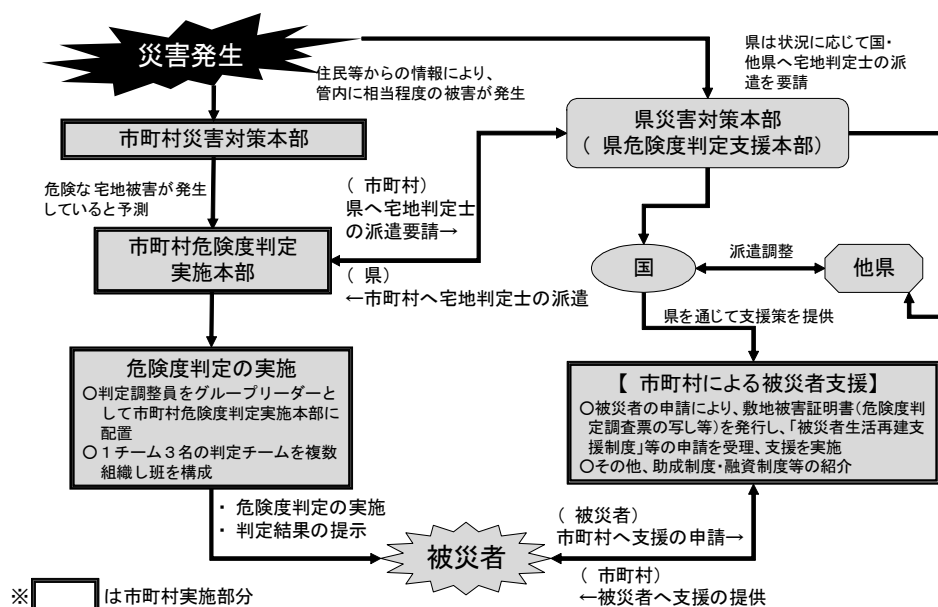 災害発生
住民等からの情報により、
管内に相当程度の被害が発生
県は状況に応じて国・
他県へ宅地判定士の派
遣を要請
市町村災害対策本部
県災害対策本部
（ 県危険度判定支援本部）
危険な宅地被害が発生
していると予測
（ 市町村）
県へ宅地判定士
の派遣要請→
市町村危険度判定
実施本部
（ 県）
←市町村へ宅地判定士の派遣
国
派遣調整
他県
県を通じて支援策を提供
危険度判定の実施
○判定調整員をグループリーダーと
して市町村危険度判定実施本部に
配置
○１チーム３名の判定チームを複数
組織し班を構成
【 市町村による被災者支援】
○被災者の申請により、敷地被害証明書（危険度判
定調査票の写し等）を発行し、「被災者生活再建支
援制度」等の申請を受理、支援を実施
○その他、助成制度・融資制度等の紹介
・ 危険度判定の実施
・ 判定結果の提示
被災者
（ 被災者）
市町村へ支援の申請→
（ 市町村）
←被災者へ支援の提供
※ は市町村実施部分